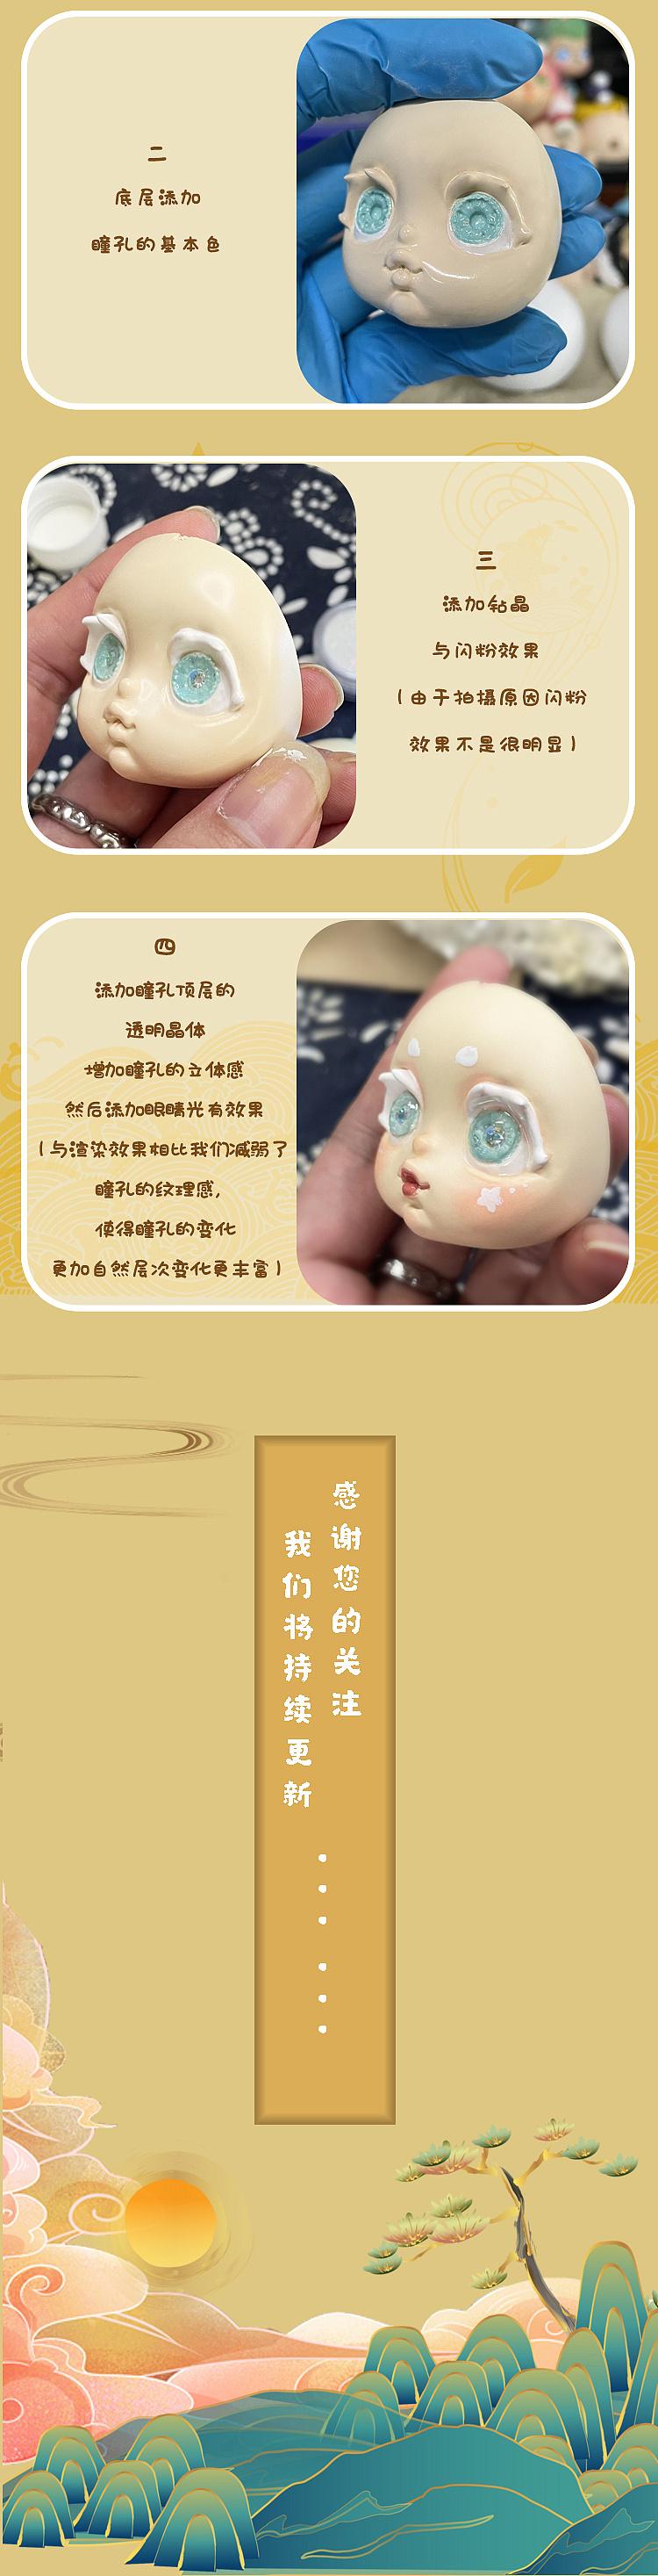 二
底层添加
瞳孔的基本色
三
添加钻晶
与闪粉效果
(由于拍摄原因闪粉
效果不是很明显)
四
添加瞳孔顶层的
透明晶体
增加瞳孔的立体感
然后添加眼睛光有效果
(与渲染效果相比我们减弱了
瞳孔的纹理感,
使得瞳孔的变化
更加自然层次变化更丰富)
感谢您的关注
我们将持续更新
······